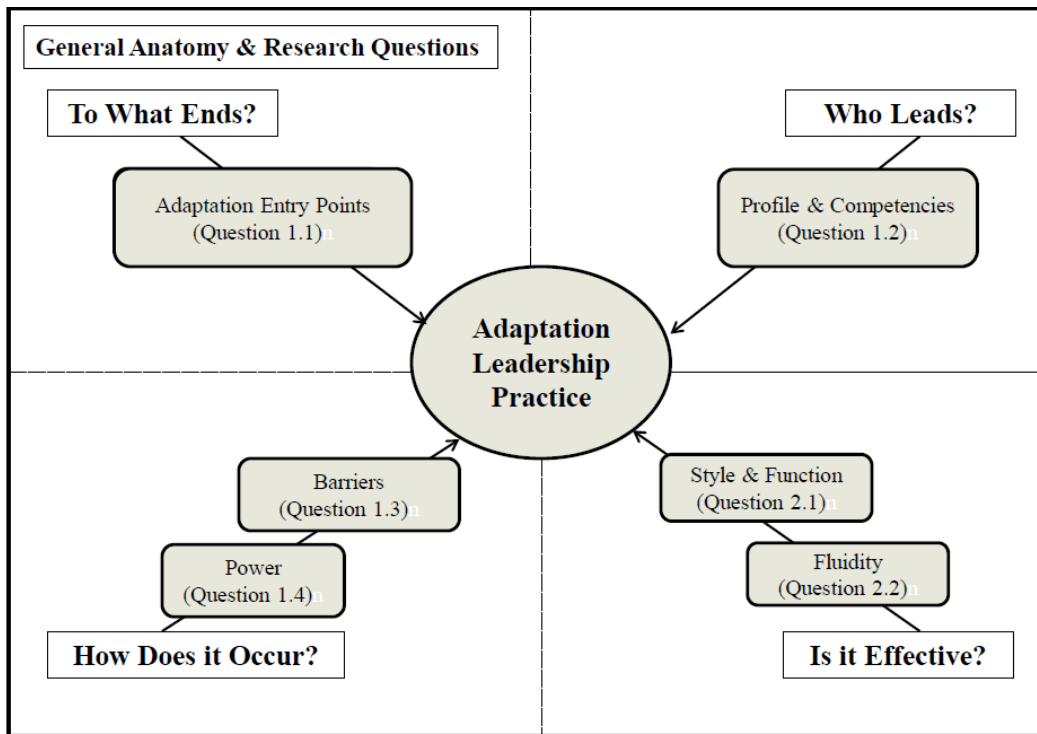 General Anatomy & Research Questions
To What Ends?
Adaptation Entry Points
(Question 1.1)n
Who Leads?
Profile & Competencies
(Question 1.2)n
Adaptation
Leadership
Practice
Barriers
(Question 1.3)n
Power
(Question 1.4)n
How Does it Occur?
Style & Function
(Question 2.1)n
Fluidity
(Question 2.2)n
Is it Effective?